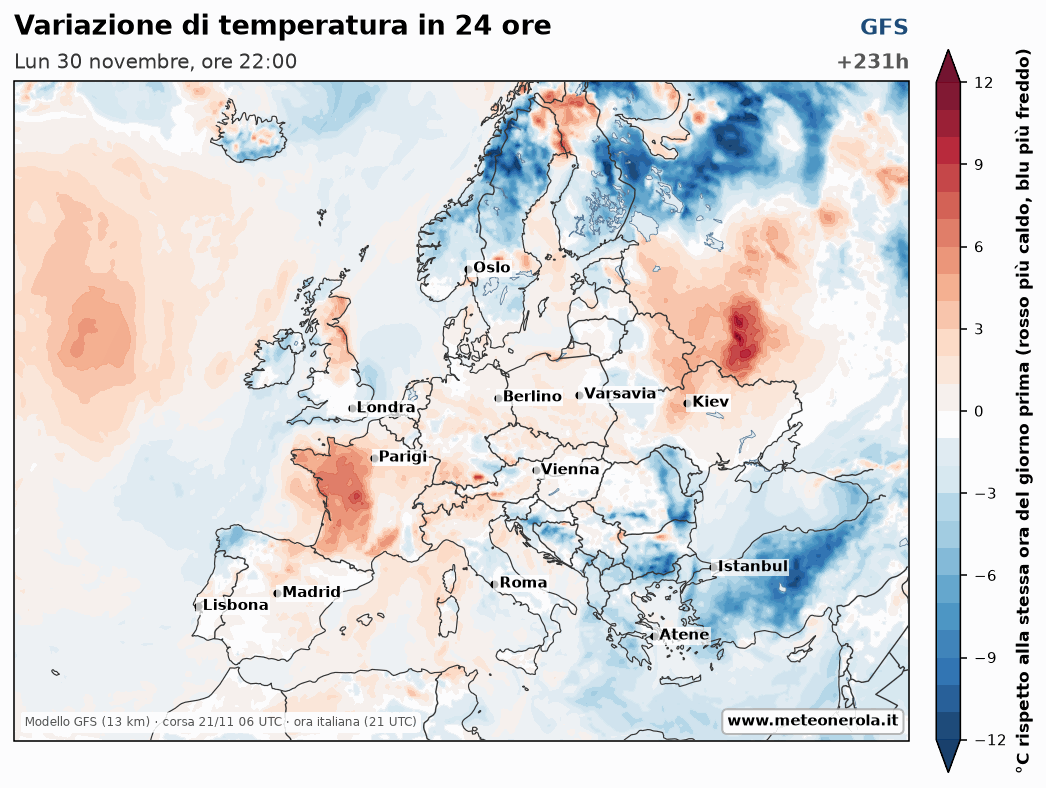 Variazione di temperatura in 24 ore
GFS
Lun 30 novembre, ore 22:00
+231h
Oslo
Londra
Berlino
Varsavia
Kiev
Parigi
Vienna
Istanbul
Madrid
Roma
Lisbona
Atene
Modello GFS (13 km) · corsa 21/11 06 UTC · ora italiana (21 UTC)
www.meteonerola.it
12
9
6
3
0
−3
−6
−9
−12
°C rispetto alla stessa ora del giorno prima (rosso più caldo, blu più freddo)